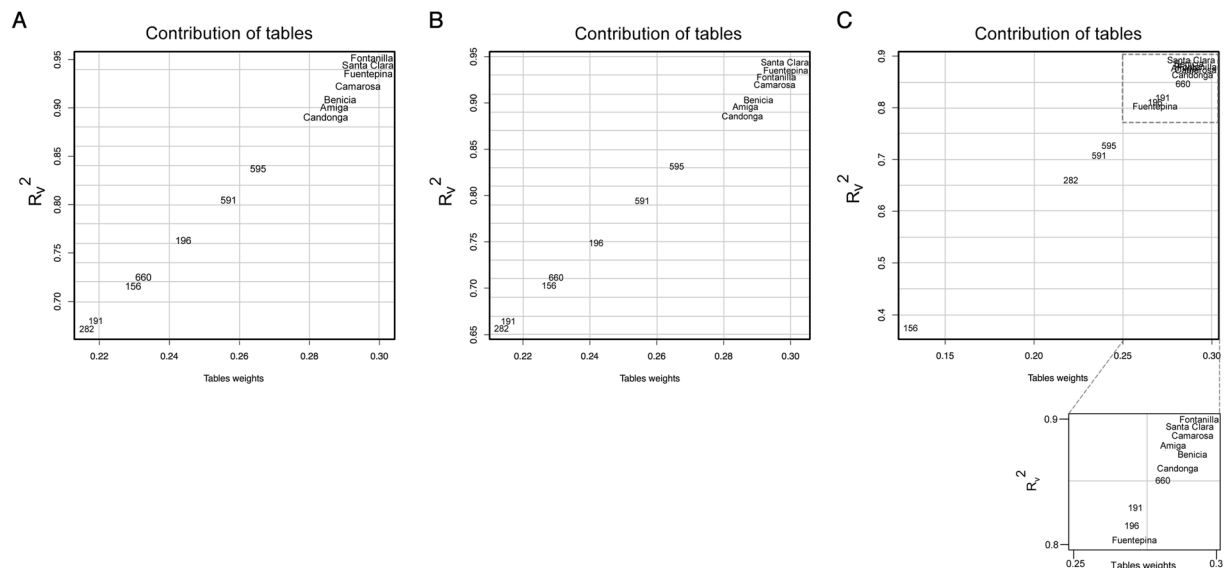 A
Contribution of tables
Rv2
0.95
0.90
0.85
0.80
0.75
0.70
Fontanilla
Santa Clara
Fuentepina
Camarosa
Benicia
Amiga
Candonga
595
591
196
660
156
191
282
0.22
0.24
0.26
0.28
0.30
Tables weights
B
Contribution of tables
Rv2
0.95
0.90
0.85
0.80
0.75
0.70
0.65
Santa Clara
Fuentepina
Fontanilla
Camarosa
Benicia
Amiga
Candonga
595
591
196
660
156
191
282
0.22
0.24
0.26
0.28
0.30
Tables weights
C
Contribution of tables
Rv2
0.9
0.8
0.7
0.6
0.5
0.4
Santa Clara
Fontanilla
Camarosa
Candonga
660
191
196
Fuentepina
595
591
282
156
0.15
0.20
0.25
0.30
Tables weights
Rv2
0.9
0.8
Fontanilla
Santa Clara
Camarosa
Amiga
Benicia
Candonga
660
191
196
Fuentepina
0.25
0.3
Tables weights